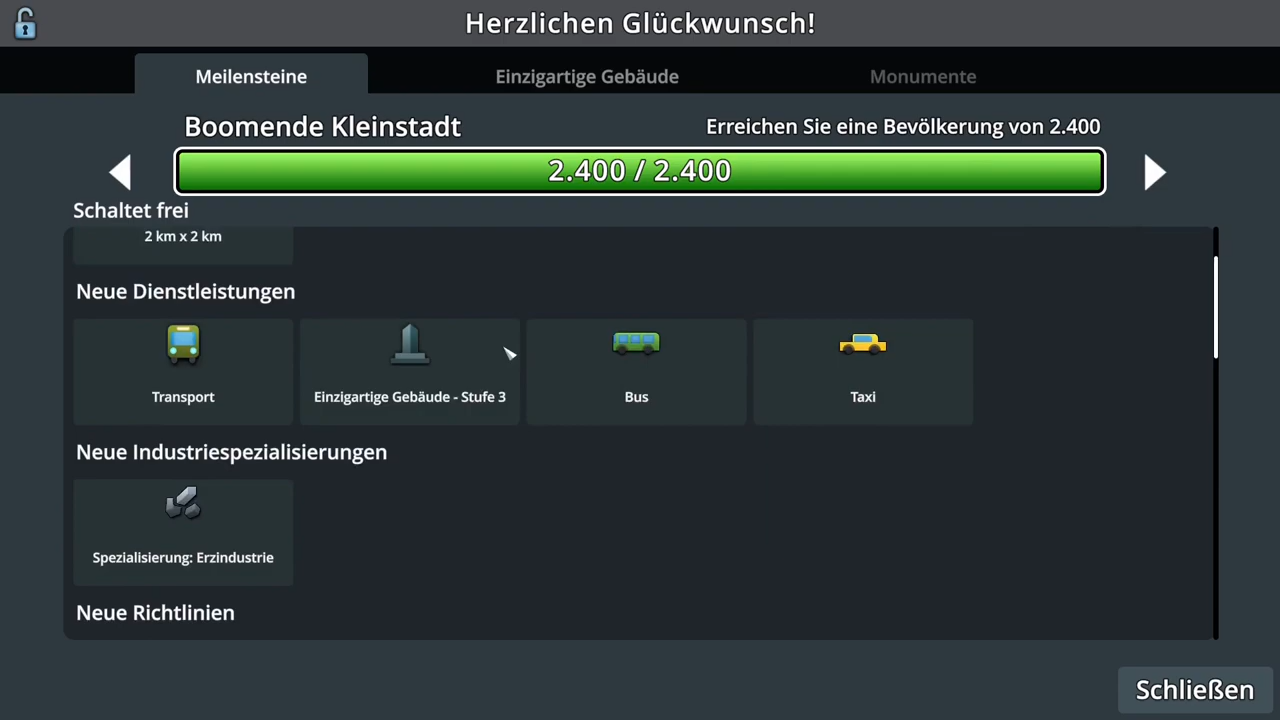 Herzlichen Glückwunsch!
Meilensteine
Einzigartige Gebäude
Monumente
Boomende Kleinstadt
Erreichen Sie eine Bevölkerung von 2.400
2.400 / 2.400
Schaltet frei
2 km x 2 km
Neue Dienstleistungen
Transport
Einzigartige Gebäude - Stufe 3
Bus
Taxi
Neue Industriespezialisierungen
Spezialisierung: Erzindustrie
Neue Richtlinien
Schließen